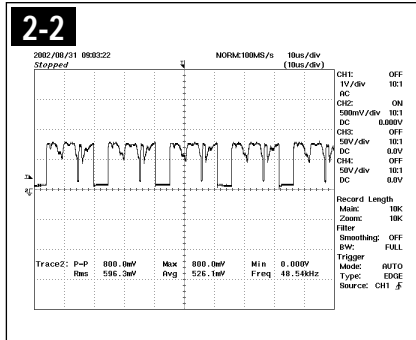 2-2
2002/08/31 09:03:22 NORM:100MS/s 10us/div
Stopped (10us/div)
CH1: OFF
1V/div 10:1
AC
CH2: ON
500mV/div 10:1
DC 0.000V
CH3: OFF
50V/div 10:1
DC 0.0V
CH4: OFF
50V/div 10:1
DC 0.0V
Record Length
Main: 10K
Zoom: 10K
Filter
Smoothing: OFF
BW: FULL
Trigger
Mode: AUTO
Type: EDGE
Source: CH1
Trace2: P-P 800.0mV Max 800.0mV Min 0.000V
Rms 596.3mV Avg 526.1mV Freq 48.54kHz